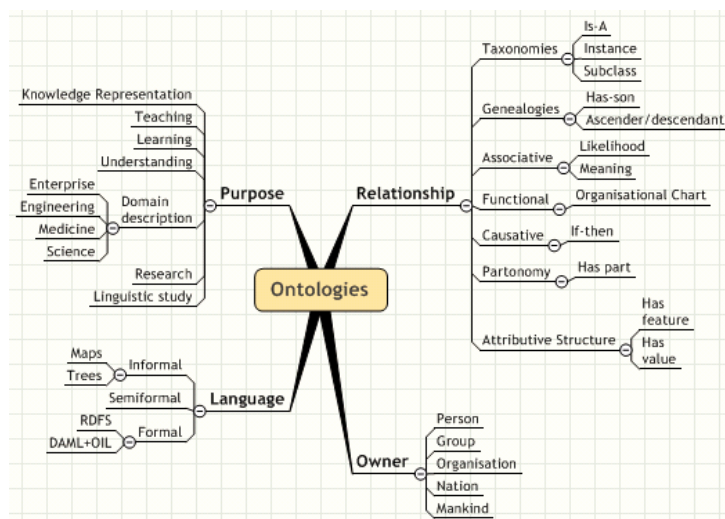 Ontologies
Purpose
Knowledge Representation
Teaching
Learning
Understanding
Domain
description
Enterprise
Engineering
Medicine
Science
Research
Linguistic study
Language
Informal
Maps
Trees
Semiformal
Formal
RDFS
DAML+OIL
Relationship
Taxonomies
Is-A
Instance
Subclass
Genealogies
Has-son
Ascender/descendant
Associative
Likelihood
Meaning
Functional
Organisational Chart
Causative
If-then
Partonomy
Has part
Attributive Structure
Has
feature
Has
value
Owner
Person
Group
Organisation
Nation
Mankind